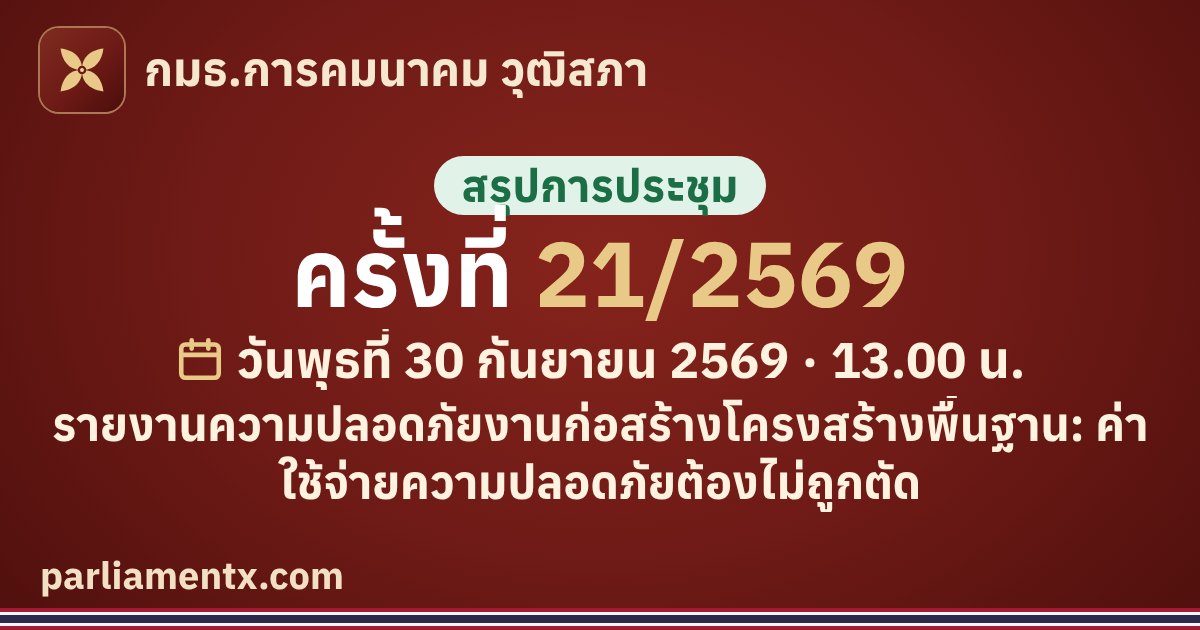 กมธ.การคมนาคม วุฒิสภา
สรุปการประชุม
ครั้งที่ 21/2569
วันพุธที่ 30 กันยายน 2569 · 13.00 น.
รายงานความปลอดภัยงานก่อสร้างโครงสร้างพื้นฐาน: ค่า
ใช้จ่ายความปลอดภัยต้องไม่ถูกตัด
parliamentx.com